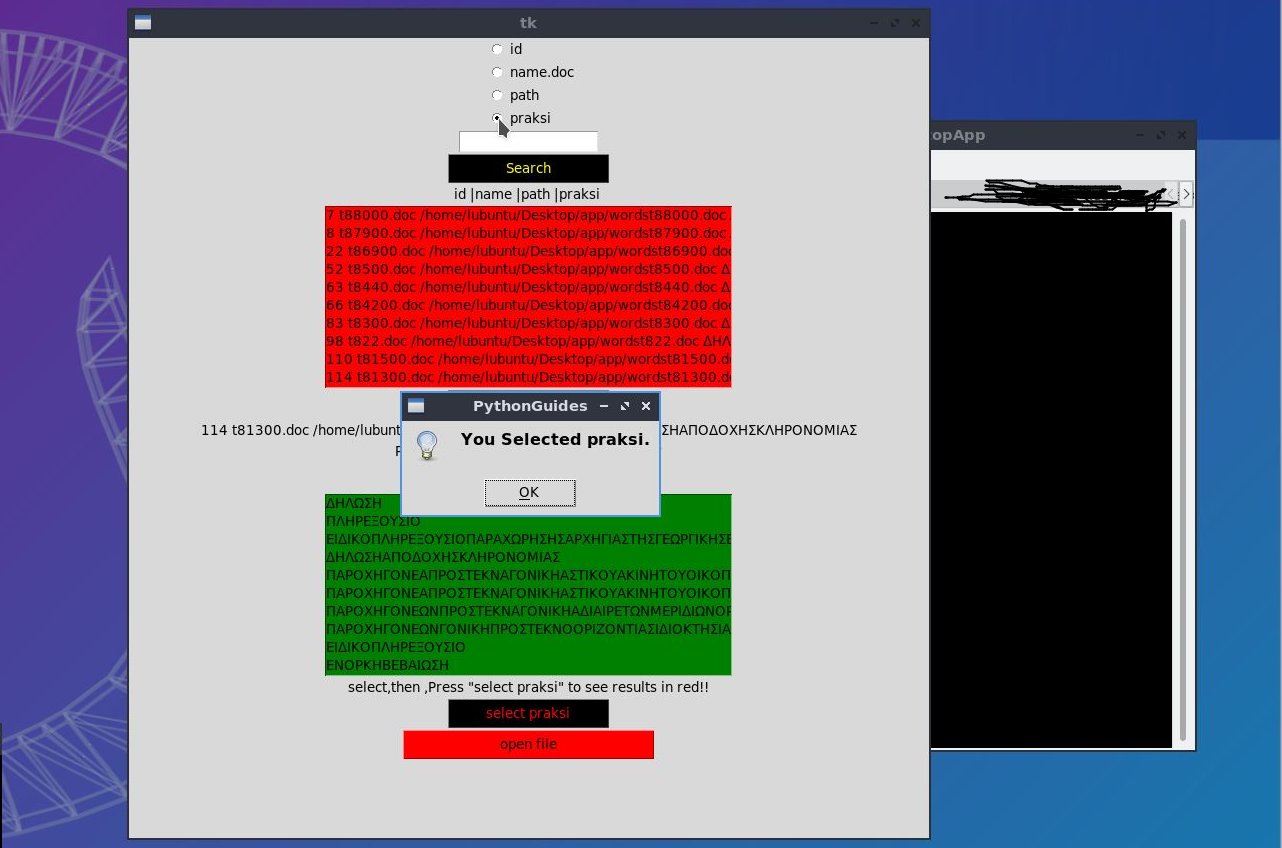 tk
id
name.doc
path
praksi
opApp
Search
id |name |path |praksi
7 t88000.doc /home/lubuntu/Desktop/app/wordst88000.doc
8 t87900.doc /home/lubuntu/Desktop/app/wordst87900.doc
22 t86900.doc /home/lubuntu/Desktop/app/wordst86900.do
52 t8500.doc /home/lubuntu/Desktop/app/wordst8500.doc Δ
63 t8440.doc /home/lubuntu/Desktop/app/wordst8440.doc
66 t84200.doc /home/lubuntu/Desktop/app/wordst84200.do
83 t8300.doc /home/lubuntu/Desktop/app/wordst8300.doc Δ
98 t822.doc /home/lubuntu/Desktop/app/wordst822.doc ΔΗΛ
110 t81500.doc /home/lubuntu/Desktop/app/wordst81500.d
114 t81300.doc /home/lubuntu/Desktop/app/wordst81300.d
PythonGuides
114 t81300.doc /home/lubunt ΣΗΑΠΟΔΟΧΗΣΚΛΗΡΟΝΟΜΙΑΣ
You Selected praksi.
OK
ΔΗΛΩΣΗ
ΠΛΗΡΕΞΟΥΣΙΟ
ΕΙΔΙΚΟΠΛΗΡΕΞΟΥΣΙΟΠΑΡΑΧΩΡΗΣΗΣΑΡΧΗΓΙΑΣΤΗΣΓΕΩΡΓΙΚΗΣΕ
ΔΗΛΩΣΗΑΠΟΔΟΧΗΣΚΛΗΡΟΝΟΜΙΑΣ
ΠΑΡΟΧΗΓΟΝΕΑΠΡΟΣΤΕΚΝΑΓΟΝΙΚΗΑΣΤΙΚΟΥΑΚΙΝΗΤΟΥΟΙΚΟΠ
ΠΑΡΟΧΗΓΟΝΕΑΠΡΟΣΤΕΚΝΑΓΟΝΙΚΗΑΣΤΙΚΟΥΑΚΙΝΗΤΟΥΟΙΚΟΠ
ΠΑΡΟΧΗΓΟΝΕΩΝΠΡΟΣΤΕΚΝΑΓΟΝΙΚΗΑΔΙΑΙΡΕΤΩΝΜΕΡΙΔΙΩΝΟΡ
ΠΑΡΟΧΗΓΟΝΕΩΝΓΟΝΙΚΗΠΡΟΣΤΕΚΝΟΟΡΙΖΟΝΤΙΑΣΙΔΙΟΚΤΗΣΙΑ
ΕΙΔΙΚΟΠΛΗΡΕΞΟΥΣΙΟ
ΕΝΟΡΚΗΒΕΒΑΙΩΣΗ
select,then ,Press "select praksi" to see results in red!!
select praksi
open file